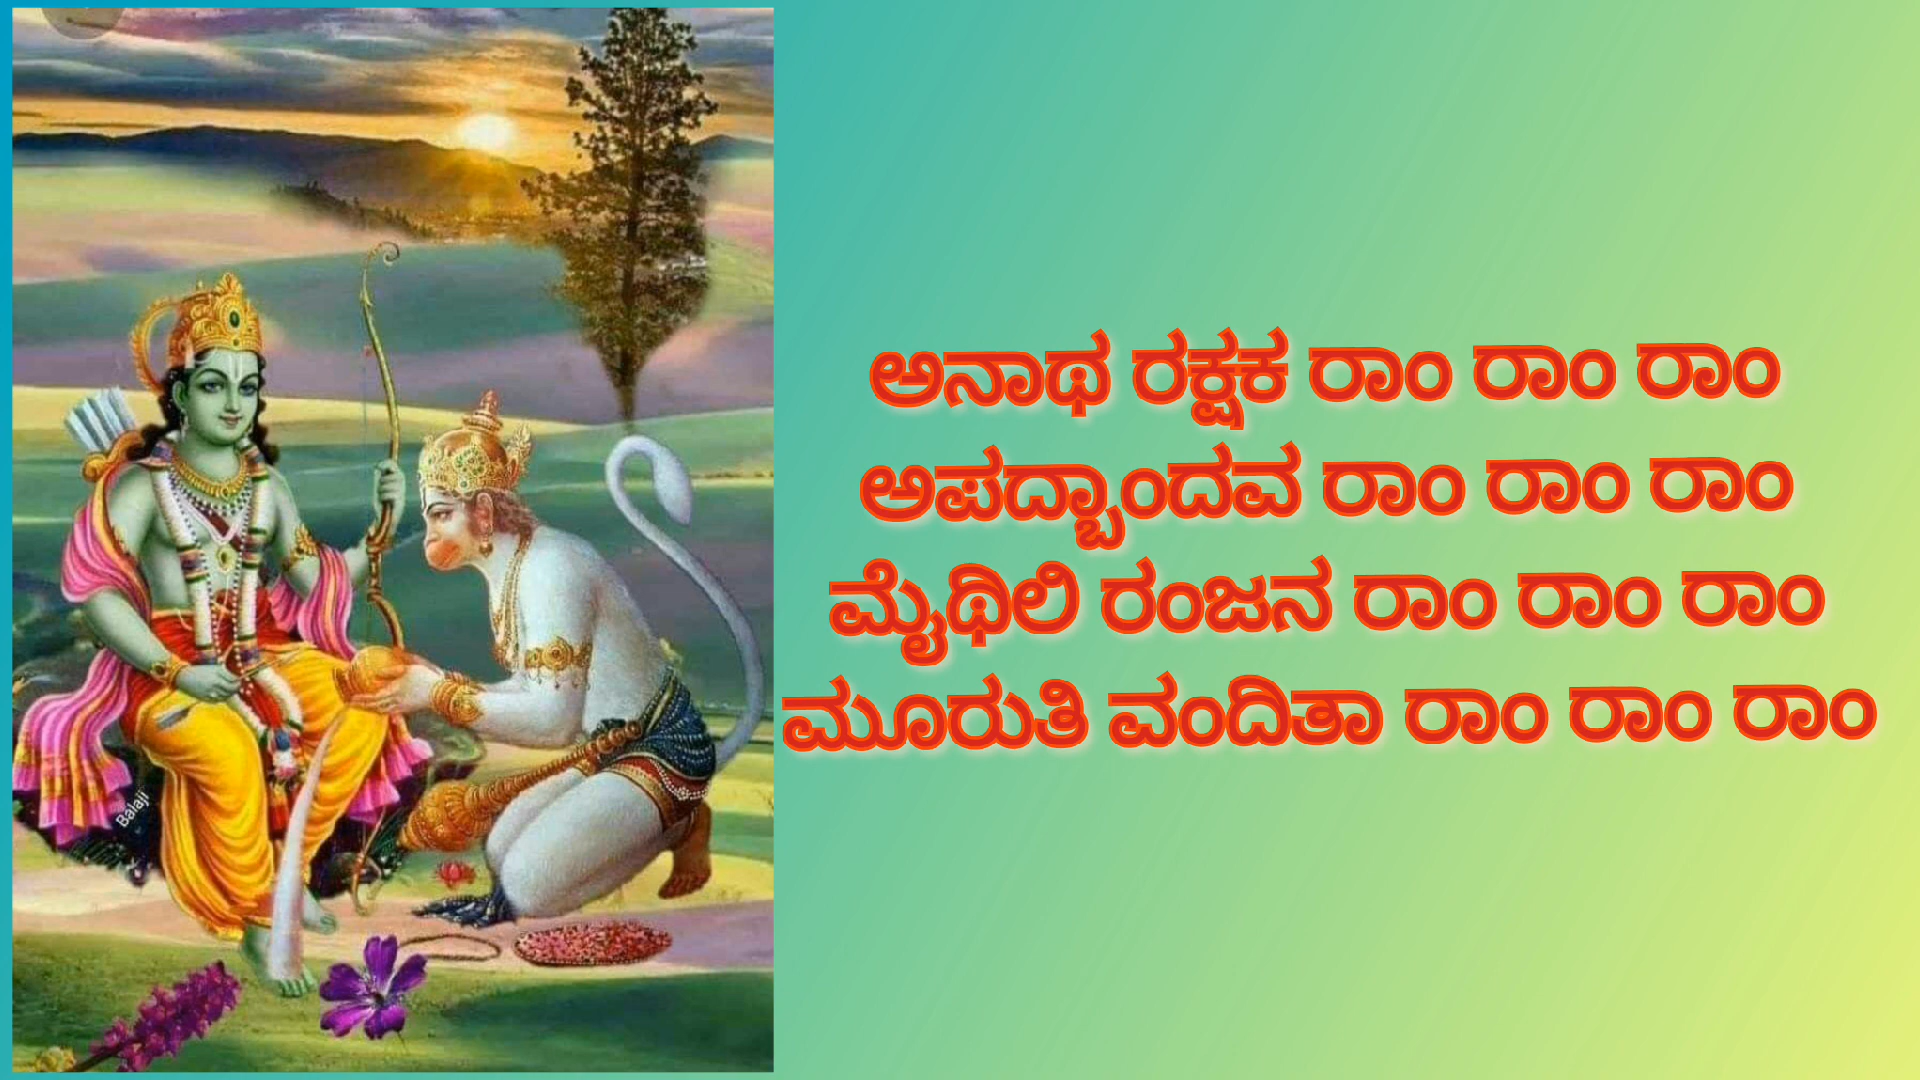 ಅನಾಥ ರಕ್ಷಕ ರಾಂ ರಾಂ ರಾಂ
ಅಪದ್ಬಾಂದವ ರಾಂ ರಾಂ ರಾಂ
ಮೈಥಿಲಿ ರಂಜನ ರಾಂ ರಾಂ ರಾಂ
ಮೂರುತಿ ವಂದಿತಾ ರಾಂ ರಾಂ ರಾಂ
Balaji